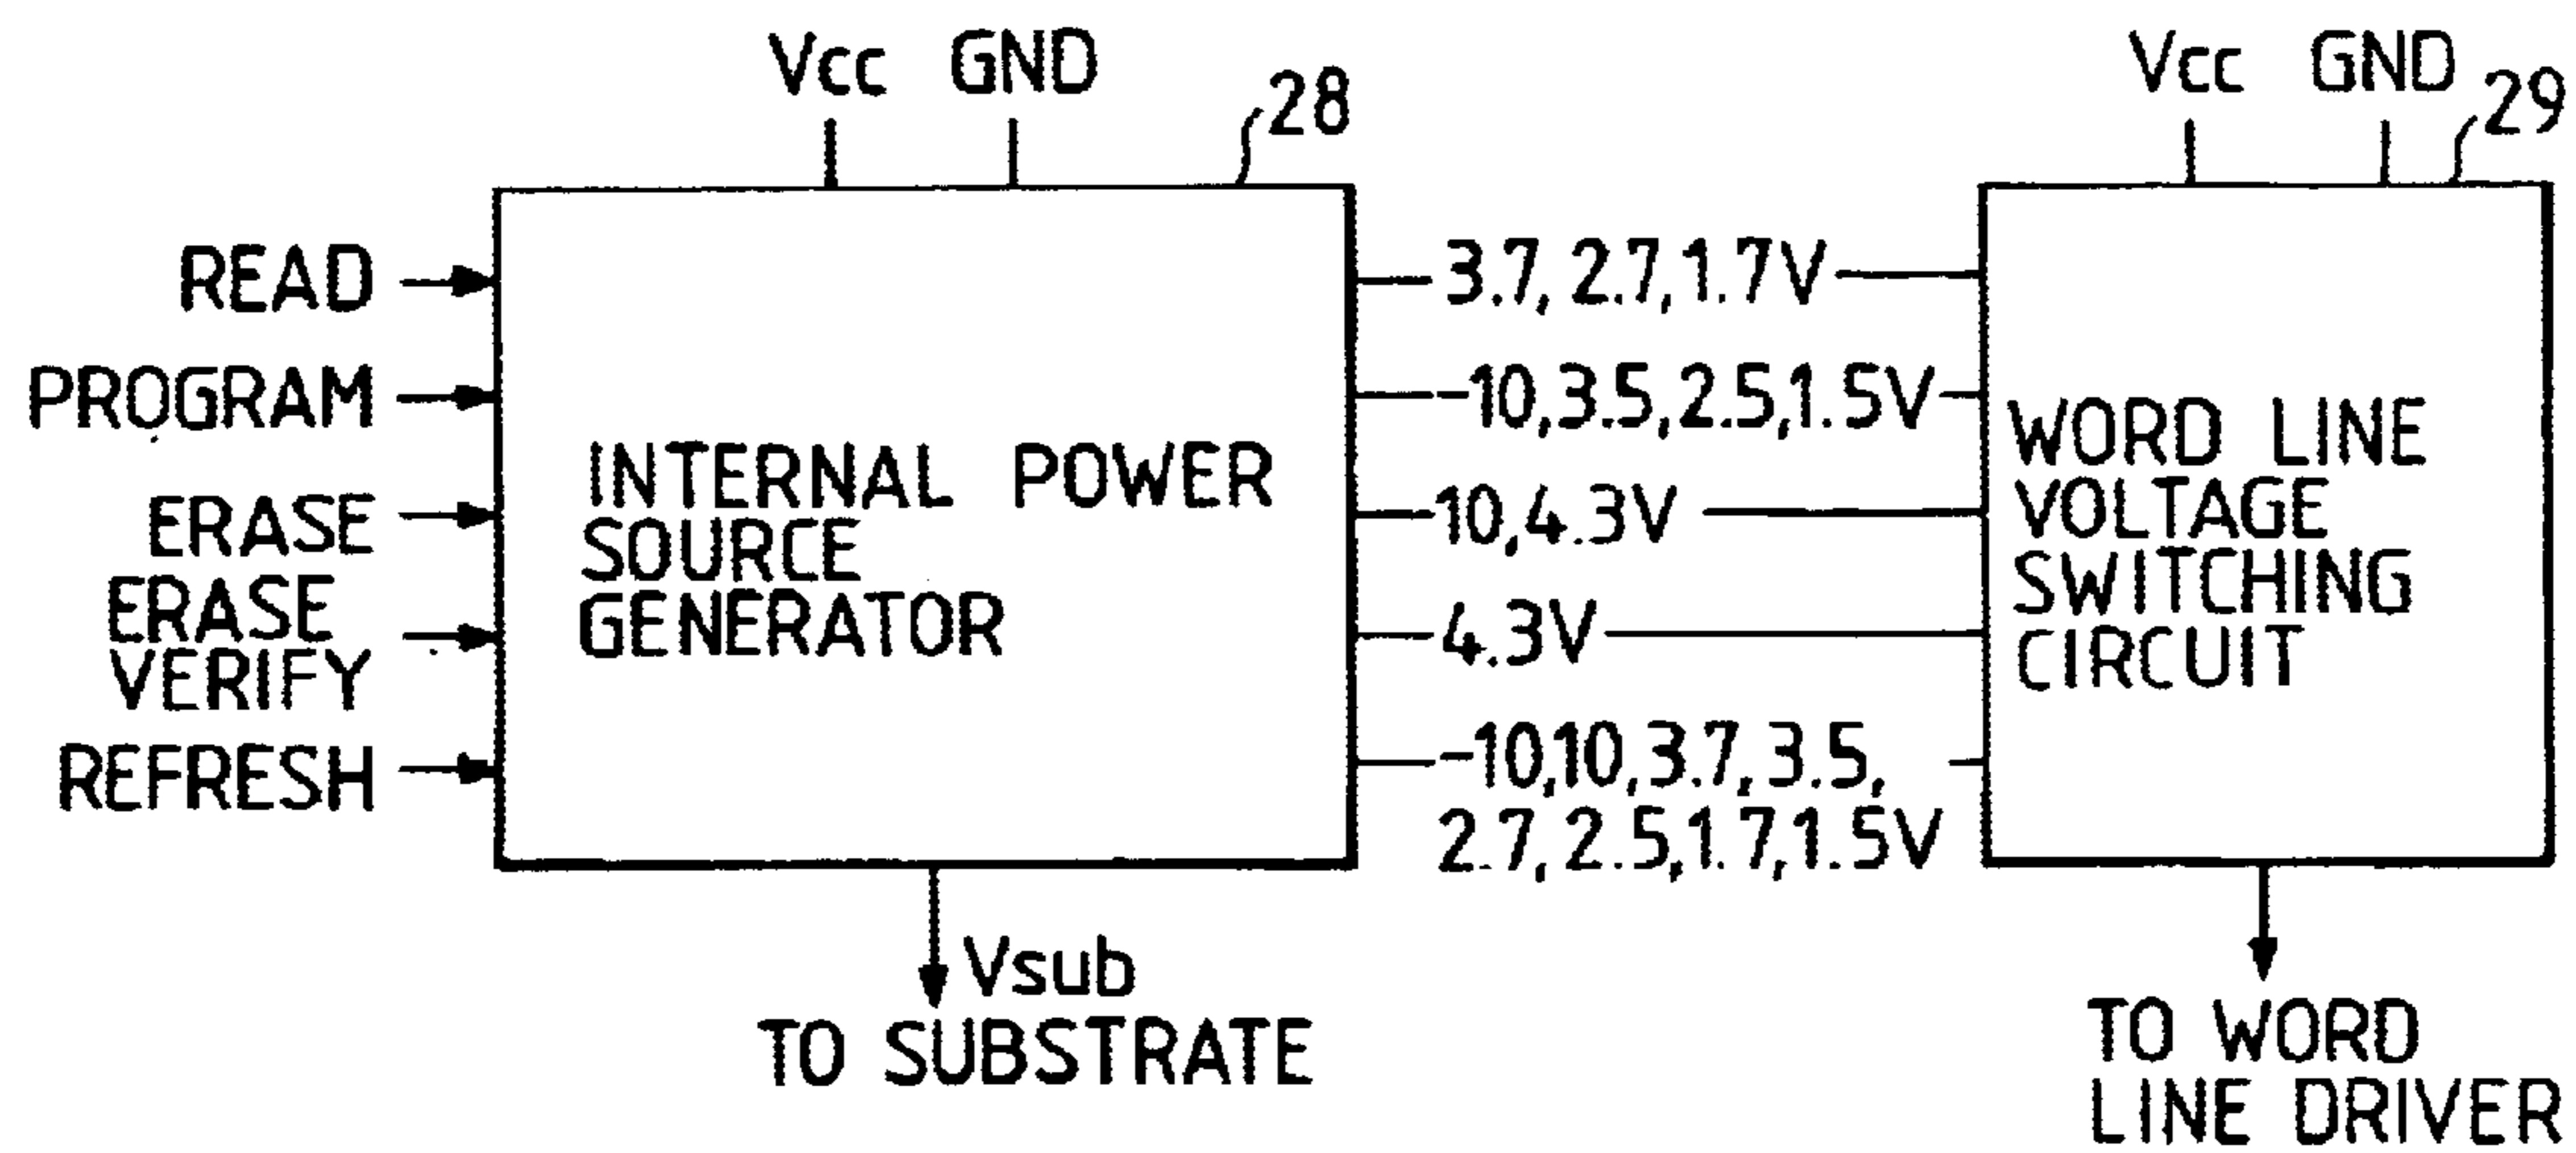 Vcc GND
28
Vcc GND
29
READ
PROGRAM
ERASE
ERASE
VERIFY
REFRESH
INTERNAL POWER
SOURCE
GENERATOR
3.7, 2.7, 1.7V
-10, 3.5, 2.5, 1.5V
10, 4.3V
4.3V
-10, 10, 3.7, 3.5,
2.7, 2.5, 1.7, 1.5V
WORD LINE
VOLTAGE
SWITCHING
CIRCUIT
Vsub
TO SUBSTRATE
TO WORD
LINE DRIVER